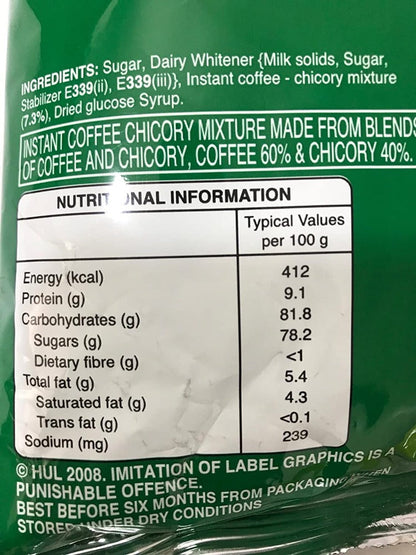 INGREDIENTS: Sugar, Dairy Whitener {Milk solids, Sugar,
Stabilizer E339(ii), E339(iii)}, Instant coffee - chicory mixture
(7.3%), Dried glucose Syrup.
INSTANT COFFEE CHICORY MIXTURE MADE FROM BLENDS
OF COFFEE AND CHICORY, COFFEE 60% & CHICORY 40%.
NUTRITIONAL INFORMATION
Typical Values
per 100 g
Energy (kcal) 412
Protein (g) 9.1
Carbohydrates (g) 81.8
Sugars (g) 78.2
Dietary fibre (g) <1
Total fat (g) 5.4
Saturated fat (g) 4.3
Trans fat (g) <0.1
Sodium (mg) 239
© HUL 2008. IMITATION OF LABEL GRAPHICS IS A
PUNISHABLE OFFENCE.
BEST BEFORE SIX MONTHS FROM PACKAGING WHEN
STORED UNDER DRY CONDITIONS